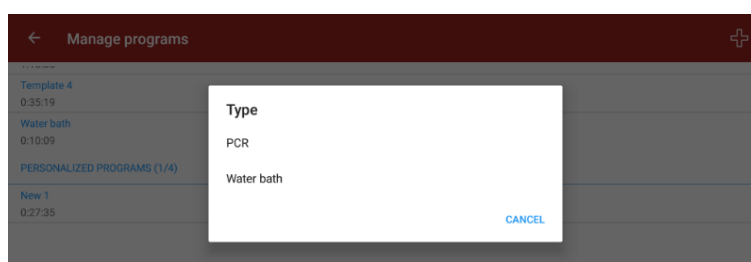 Manage programs
Template 4
0:35:19
Water bath
0:10:09
PERSONALIZED PROGRAMS (1/4)
New 1
0:27:35
Type
PCR
Water bath
CANCEL